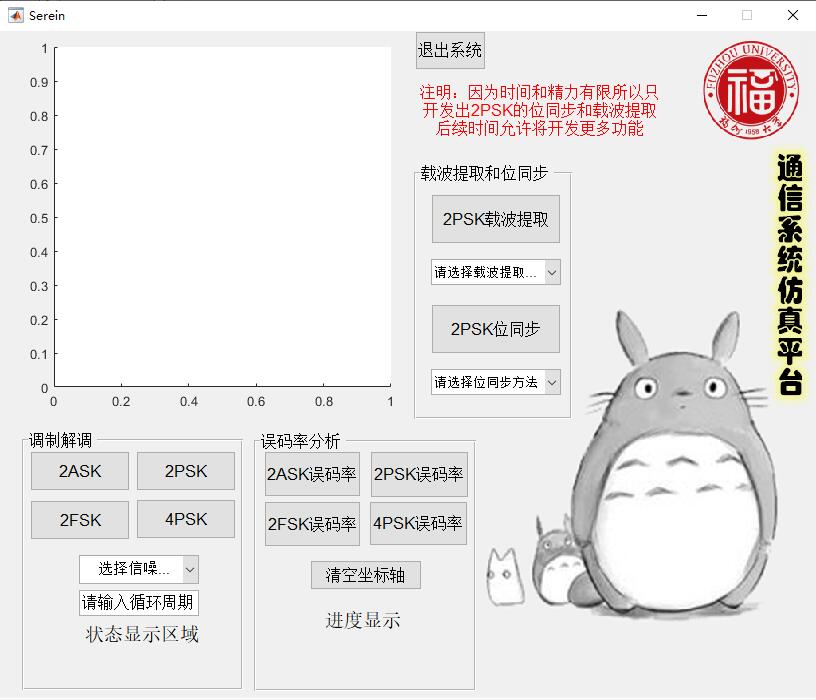 Serein
退出系统
注明：因为时间和精力有限所以只
开发出2PSK的位同步和载波提取
后续时间允许将开发更多功能
FUZHOU UNIVERSITY
福
福州大学
1958
通信系统仿真平台
1
0.9
0.8
0.7
0.6
0.5
0.4
0.3
0.2
0.1
0
0
0.2
0.4
0.6
0.8
1
载波提取和位同步
2PSK载波提取
请选择载波提取...
2PSK位同步
请选择位同步方法
调制解调
2ASK
2PSK
2FSK
4PSK
选择信噪...
请输入循环周期
状态显示区域
误码率分析
2ASK误码率
2PSK误码率
2FSK误码率
4PSK误码率
清空坐标轴
进度显示